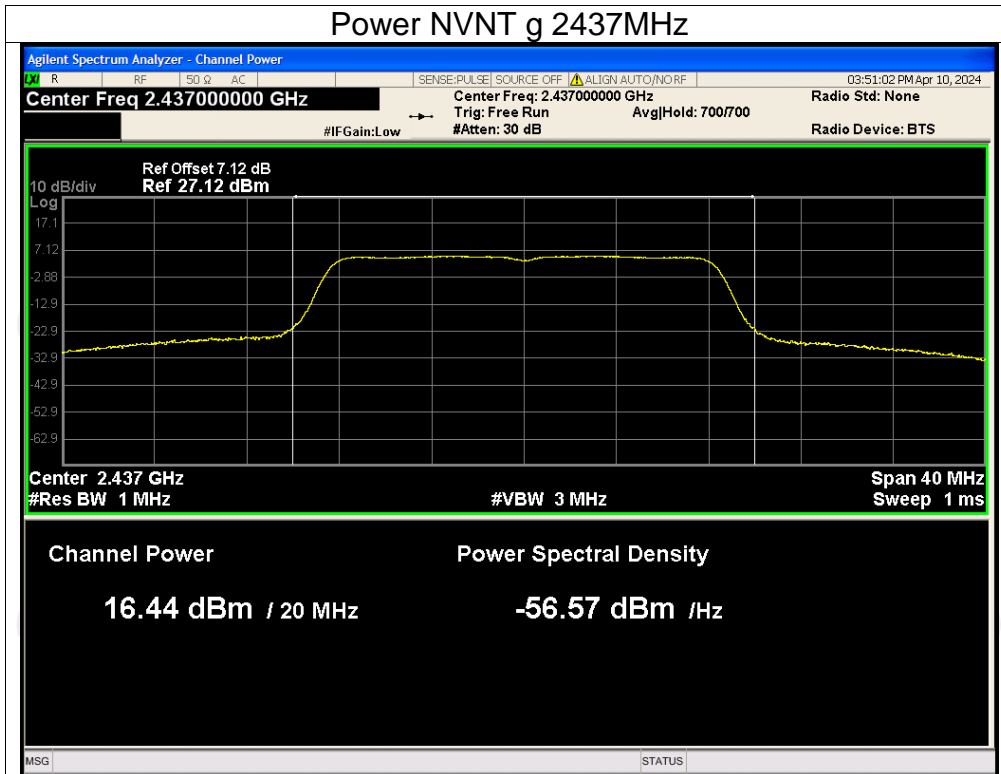 Power NVNT g 2437MHz
Agilent Spectrum Analyzer - Channel Power
LXI R RF 50 Ω AC SENSE:PULSE SOURCE OFF ALIGN AUTO/NO RF 03:51:02 PM Apr 10, 2024
Center Freq 2.437000000 GHz Center Freq: 2.437000000 GHz Radio Std: None
Trig: Free Run Avg|Hold: 700/700
#IFGain:Low #Atten: 30 dB Radio Device: BTS
Ref Offset 7.12 dB
10 dB/div Ref 27.12 dBm
Log
17.1
7.12
-2.88
-12.9
-22.9
-32.9
-42.9
-52.9
-62.9
Center 2.437 GHz Span 40 MHz
#Res BW 1 MHz #VBW 3 MHz Sweep 1 ms
Channel Power Power Spectral Density
16.44 dBm / 20 MHz -56.57 dBm /Hz
MSG STATUS